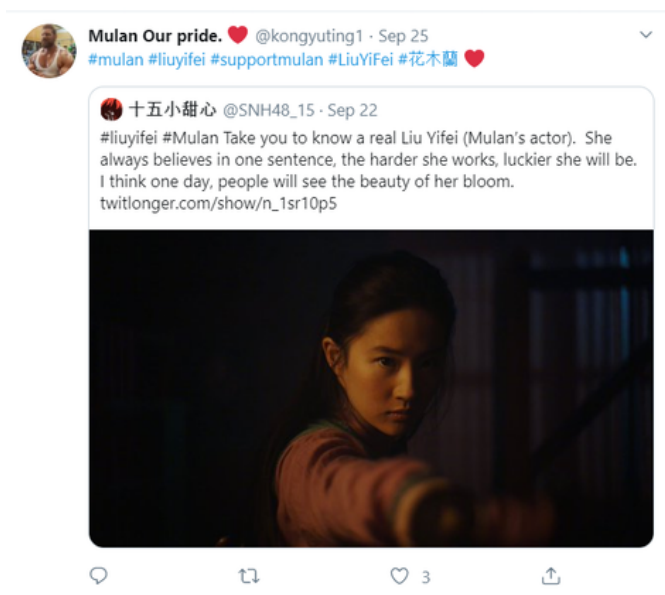 Mulan Our pride. ❤️ @kongyuting1 · Sep 25
#mulan #liuyifei #supportmulan #LiuYiFei #花木蘭 ❤️
十五小甜心 @SNH48_15 · Sep 22
#liuyifei #Mulan Take you to know a real Liu Yifei (Mulan's actor).  She
always believes in one sentence, the harder she works, luckier she will be.
I think one day, people will see the beauty of her bloom.
twitlonger.com/show/n_1sr10p5
3